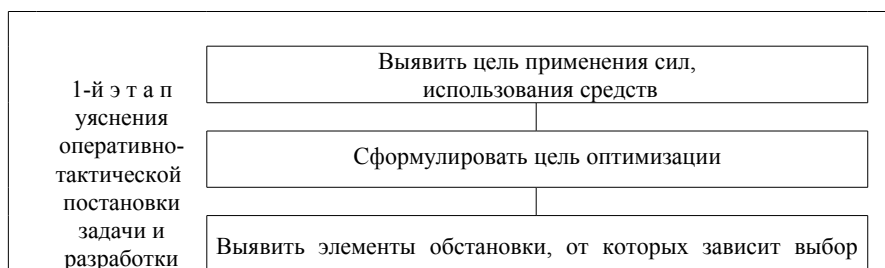 1-й э т а п
уяснения
оперативно-
тактической
постановки
задачи и
разработки
Выявить цель применения сил,
использования средств
Сформулировать цель оптимизации
Выявить элементы обстановки, от которых зависит выбор